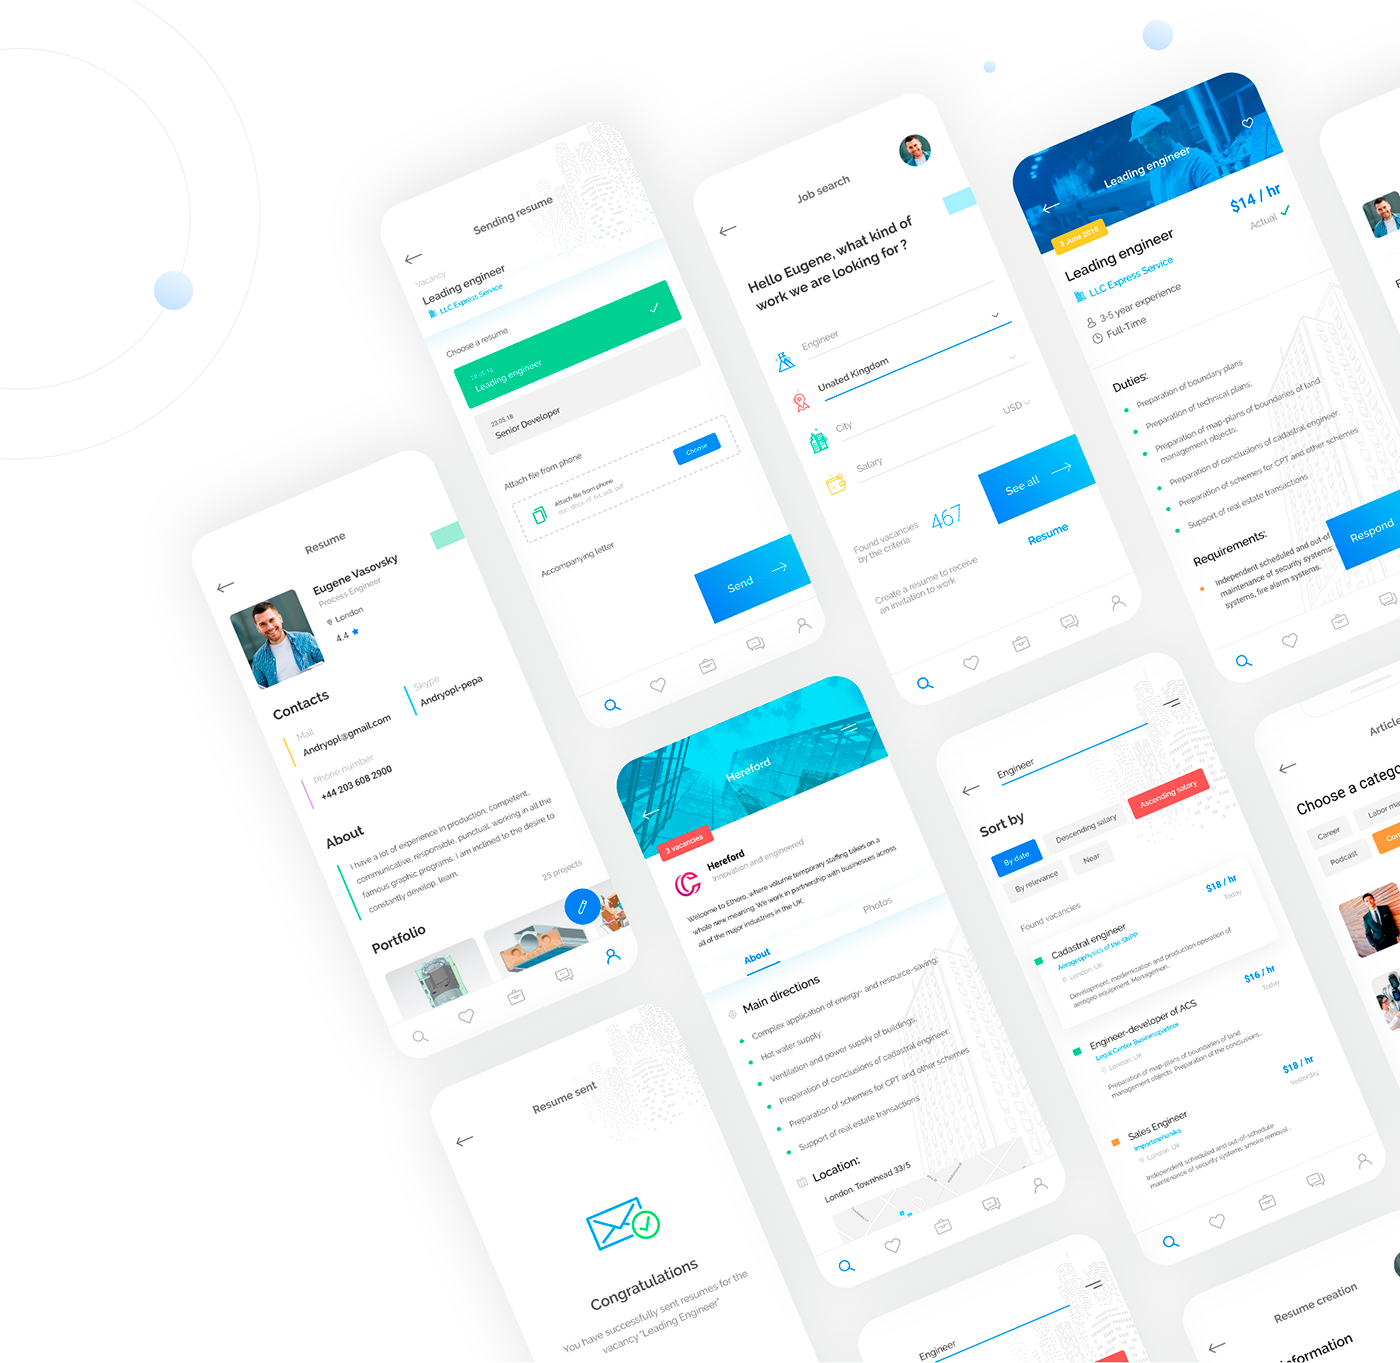 Sending resume
Vacancy
Leading engineer
LLC Express Service
Choose a resume
Leading engineer
23.05.18
Senior Developer
Attach file from phone
Choose
Attach file from phone
Accompanying letter
Send
Job search
Hello Eugene, what kind of
work we are looking for ?
Engineer
Unated Kingdom
City
Salary
USD
Found vacancies
by the criteria
467
See all
Resume
Create a resume to receive
an invitation to work
Leading engineer
3 June 2018
$14 / hr
Actual
Leading engineer
LLC Express Service
3-5 year experience
Full-Time
Duties:
Preparation of boundary plans
Preparation of technical plans;
Preparation of map-plans of boundaries of land
management objects;
Preparation of conclusions of cadastral engineer;
Preparation of schemes for CPT and other schemes
Support of real estate transactions
Requirements:
Independent scheduled and out-of
maintenance of security systems:
systems, fire alarm systems.
Respond
Resume
Eugene Vasovsky
Process Engineer
London
4.4
Contacts
Mail
Andryopl@gmail.com
Skype
Andryopl-pepa
Phone number
+44 203 608 2900
About
I have a lot of experience in production, competent,
communicative, responsible, punctual, working in all the
famous graphic programs. I am inclined to the desire to
constantly develop, learn.
Portfolio
25 projects
Hereford
3 vacancies
Hereford
Innovation and engineered
Welcome to Ethero, where volume temporary staffing takes on a
whole new meaning. We work in partnership with businesses across
all of the major industries in the UK.
About
Photos
Main directions
Complex application of energy- and resource-saving;
Hot water supply;
Ventilation and power supply of buildings;
Preparation of conclusions of cadastral engineer;
Preparation of schemes for CPT and other schemes
Support of real estate transactions
Location:
London, Townhead 33/5
Engineer
Sort by
By date
Descending salary
Ascending salary
By relevance
Near
Found vacancies
$18 / hr
Today
Cadastral engineer
Aerogeophysics of the SNPP
London, UK
Development, modernization and production operation of
aerogeo equipment. Managemen...
$16 / hr
Today
Engineer-developer of ACS
Legal Center Businesspartner
London, UK
Preparation of map-plans of boundaries of land
management objects. Preparation of the conclusions...
$18 / hr
Yesterday
Sales Engineer
Importmehanika
London, UK
Independent scheduled and out-of-schedule
maintenance of security systems: smoke removal...
Article
Choose a catego
Career
Labor ma
Podcast
Com
Resume sent
Congratulations
You have successfully sent resumes for the
vacancy "Leading Engineer"
Engineer
Resume creation
nformation